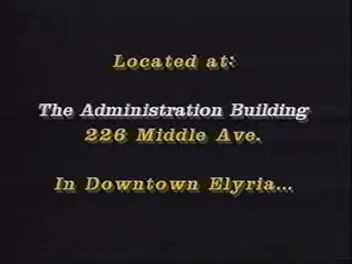 Located at:
The Administration Building
226 Middle Ave.
In Downtown Elyria...